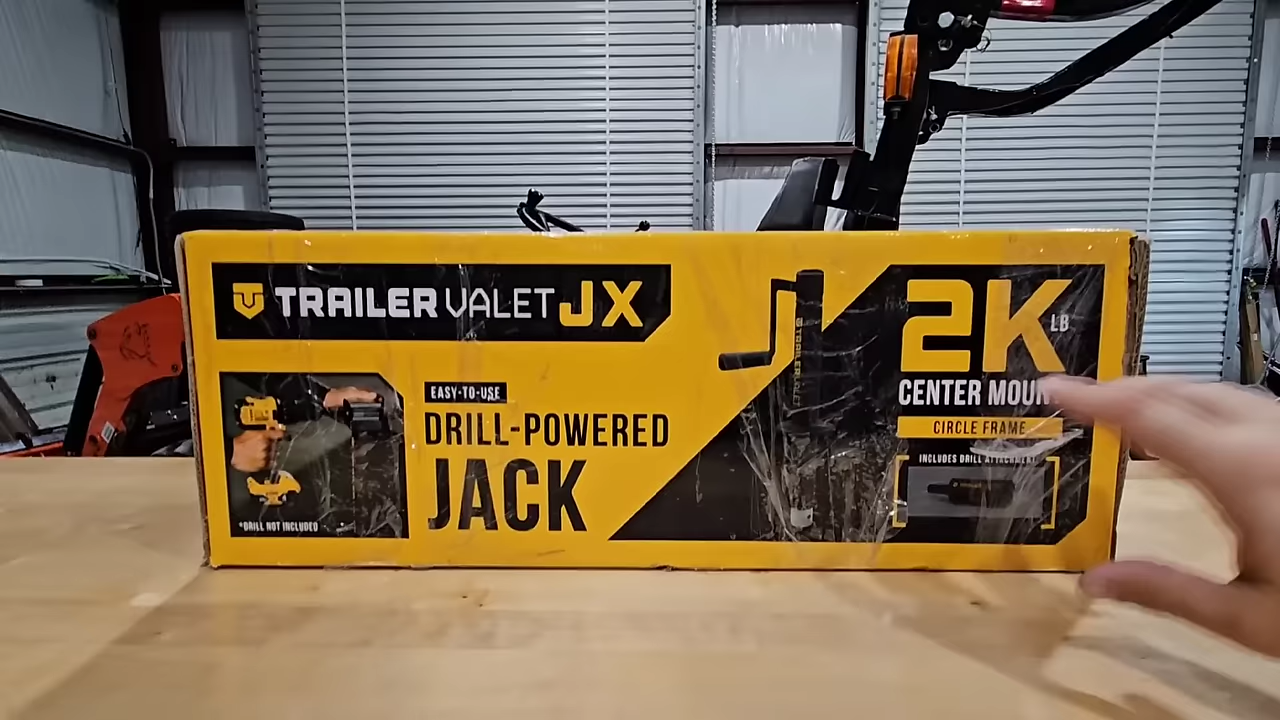 TRAILER VALET JX
EASY-TO-USE
DRILL-POWERED
JACK
*DRILL NOT INCLUDED
2K LB
CENTER MOUNT
CIRCLE FRAME
INCLUDES DRILL ATTACHMENT